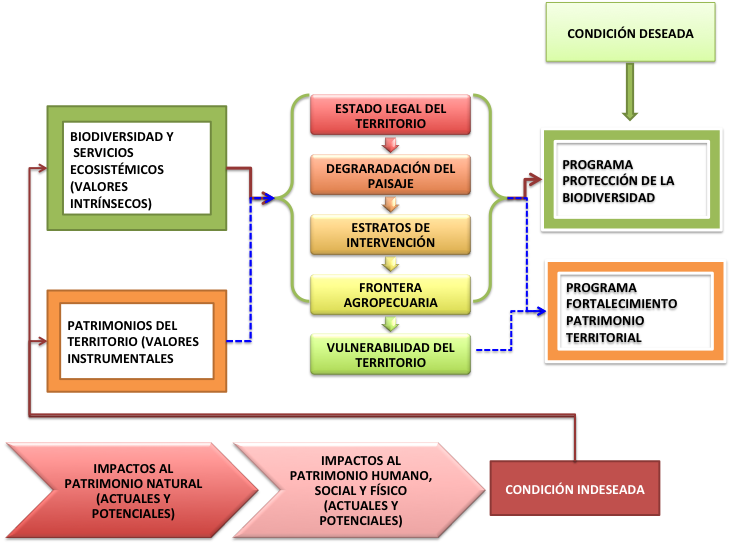 CONDICIÓN DESEADA
BIODIVERSIDAD Y
SERVICIOS
ECOSISTÉMICOS
(VALORES
INTRÍNSECOS)
PATRIMONIOS DEL
TERRITORIO (VALORES
INSTRUMENTALES
ESTADO LEGAL DEL
TERRITORIO
DEGRARADACIÓN DEL
PAISAJE
ESTRATOS DE
INTERVENCIÓN
FRONTERA
AGROPECUARIA
VULNERABILIDAD DEL
TERRITORIO
PROGRAMA
PROTECCIÓN DE LA
BIODIVERSIDAD
PROGRAMA
FORTALECIMIENTO
PATRIMONIO
TERRITORIAL
IMPACTOS AL
PATRIMONIO NATURAL
(ACTUALES Y
POTENCIALES)
IMPACTOS AL
PATRIMONIO HUMANO,
SOCIAL Y FÍSICO
(ACTUALES Y
POTENCIALES)
CONDICIÓN INDESEADA